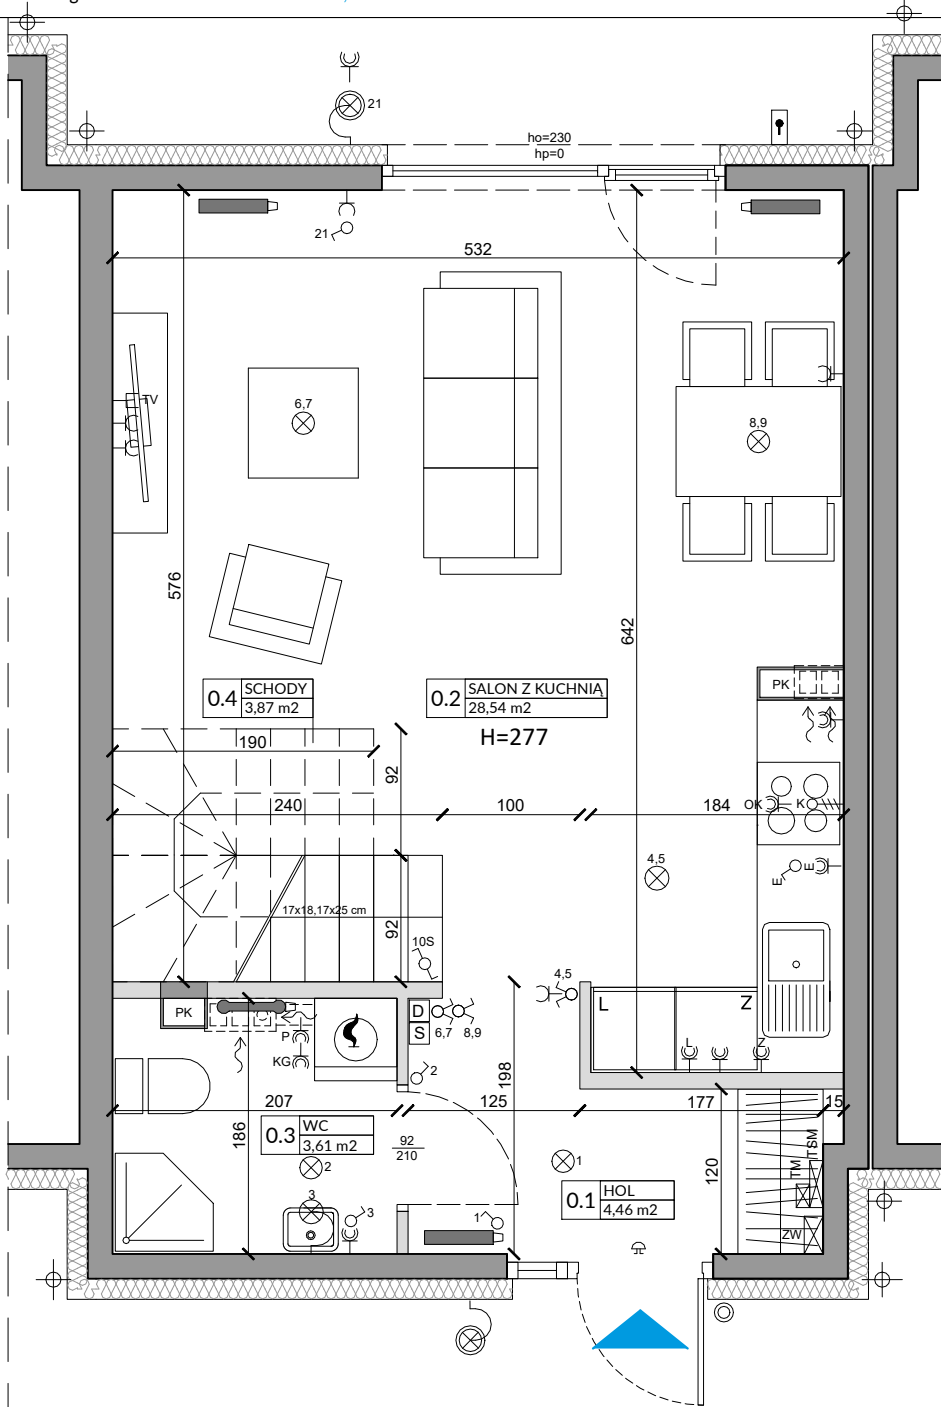 21
ho=230
hp=0
21
532
TV
6,7
8,9
576
642
0.4 SCHODY
3,87 m2
0.2 SALON Z KUCHNIĄ
28,54 m2
H=277
PK
190
92
240
100
184
OK
K
4,5
E
E
17x18,17x25 cm
92
10S
4,5
PK
D
S
6,7
8,9
L
Z
P
KG
L
Z
2
198
207
125
177
15
186
0.3 WC
3,61 m2
92
210
2
1
120
TM
TSM
3
3
1
0.1 HOL
4,46 m2
ZW